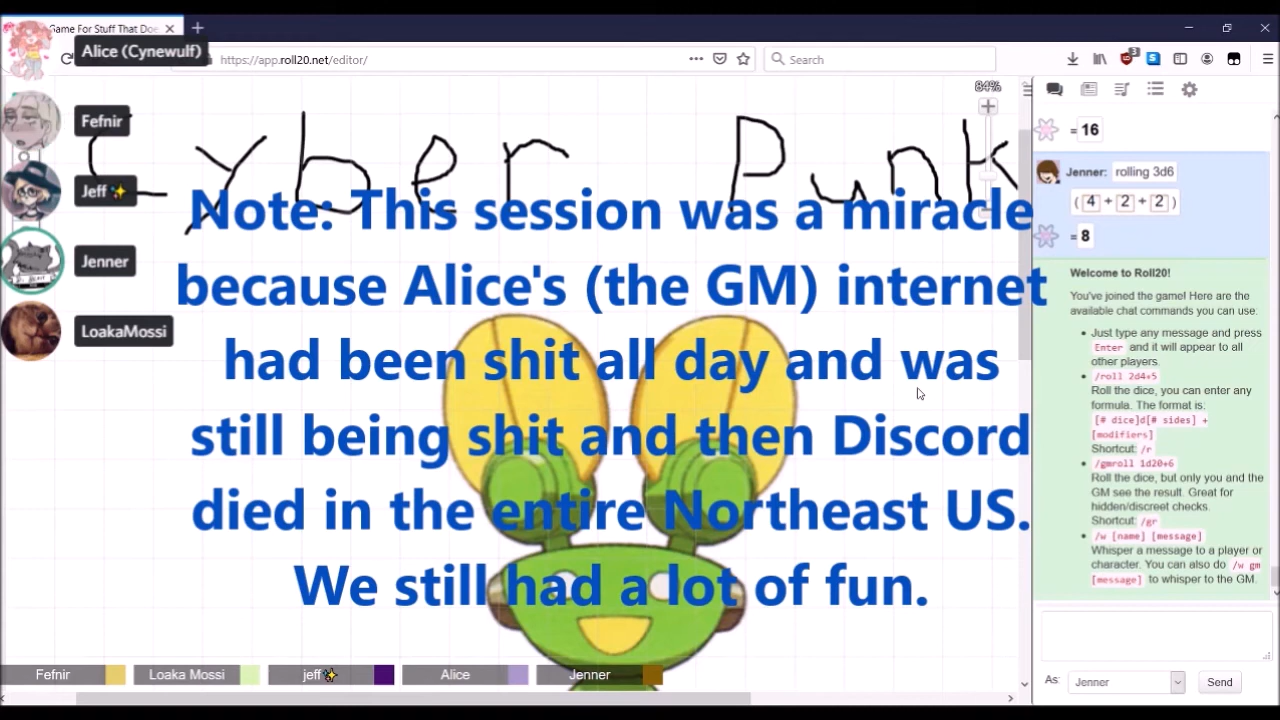 Game For Stuff That Doe
Alice (Cynewulf)
https://app.roll20.net/editor/
Search
3
84%
Fefnir
Jeff ✨
Jenner
LoakaMossi
Cyber Punk
Note: This session was a miracle
because Alice's (the GM) internet
had been shit all day and was
still being shit and then Discord
died in the entire Northeast US.
We still had a lot of fun.
= 16
Jenner: rolling 3d6
( 4 + 2 + 2 )
= 8
Welcome to Roll20!
You've joined the game! Here are the
available chat commands you can use:
• Just type any message and press
Enter and it will appear to all
other players.
• /roll 2d4+5
Roll the dice, you can enter any
formula. The format is:
[# dice]d[# sides] +
[modifiers]
Shortcut: /r
• /gmroll 1d20+6
Roll the dice, but only you and the
GM see the result. Great for
hidden/discreet checks.
Shortcut: /gr
• /w [name] [message]
Whisper a message to a player or
character. You can also do /w gm
[message] to whisper to the GM.
Fefnir
Loaka Mossi
jeff✨
Alice
Jenner
As: Jenner Send